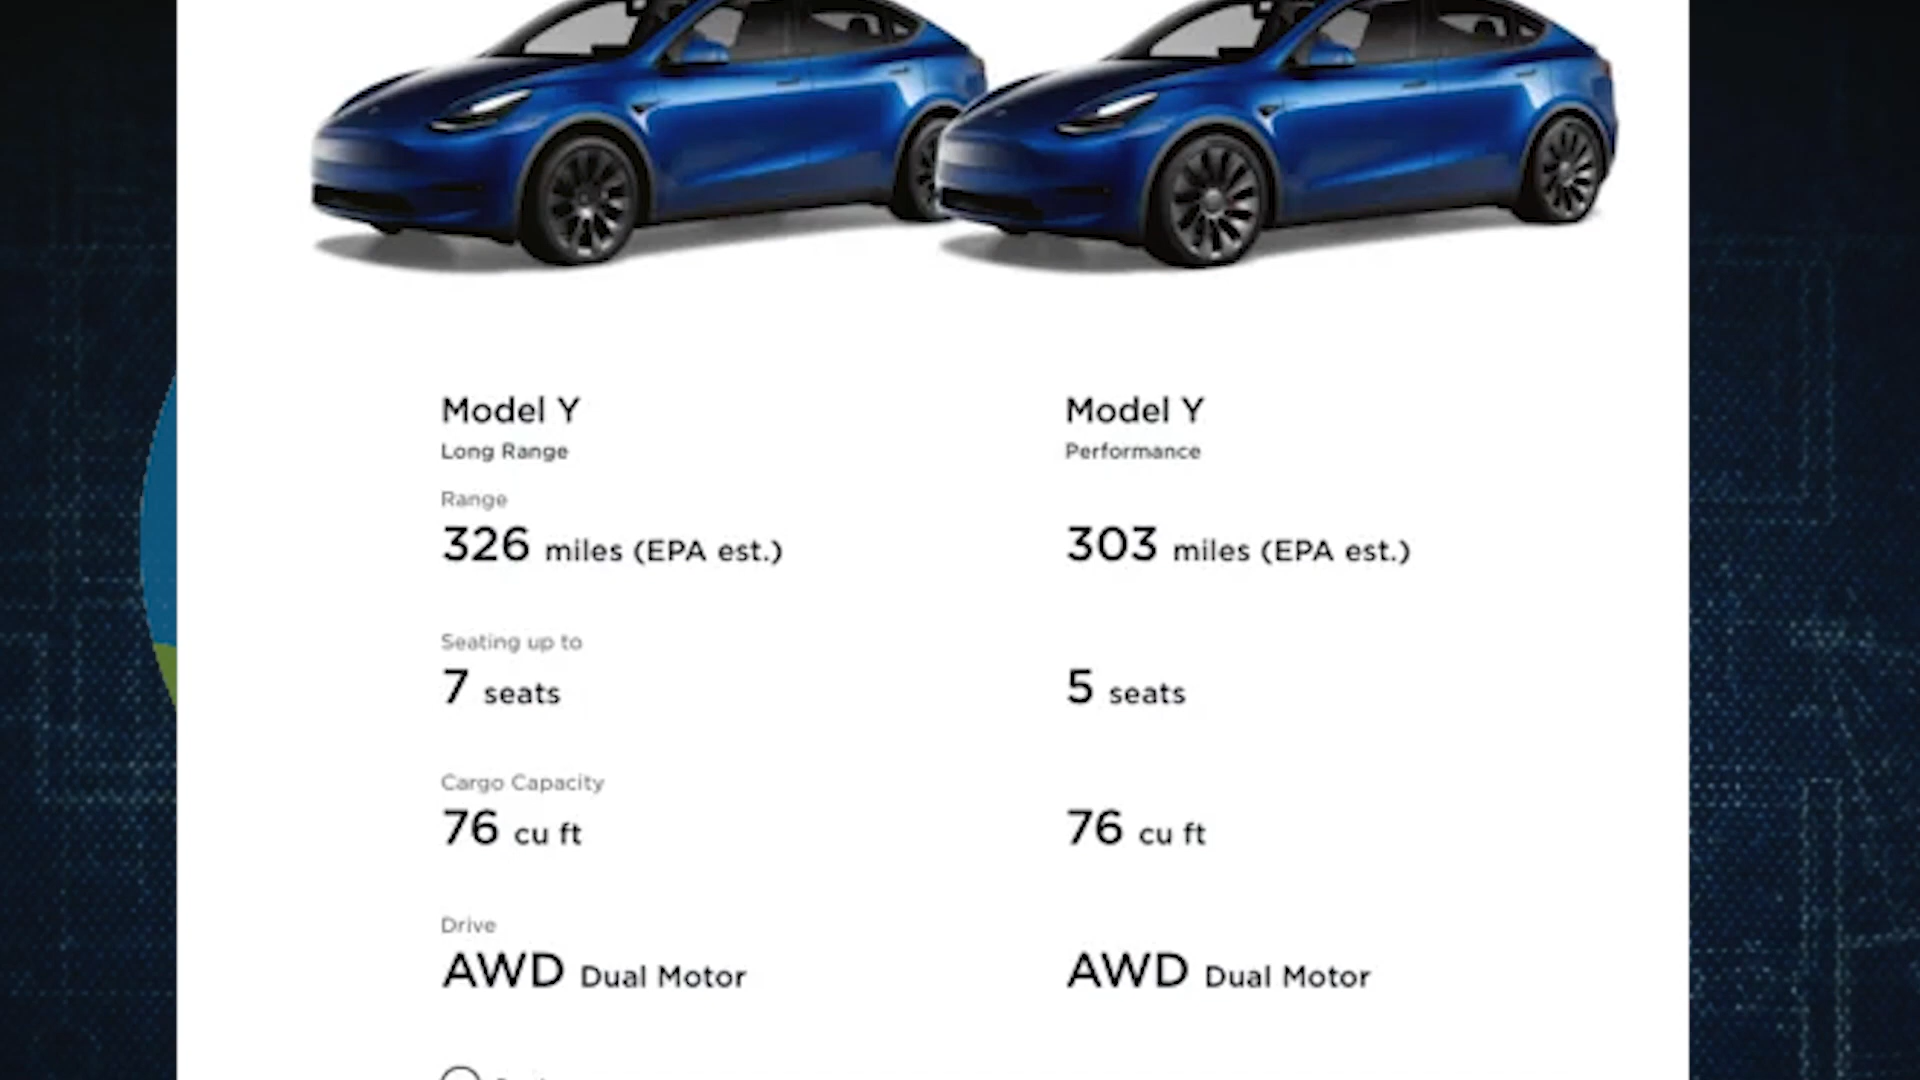 Model Y
Long Range
Range
326 miles (EPA est.)
Seating up to
7 seats
Cargo Capacity
76 cu ft
Drive
AWD Dual Motor
Model Y
Performance
303 miles (EPA est.)
5 seats
76 cu ft
AWD Dual Motor